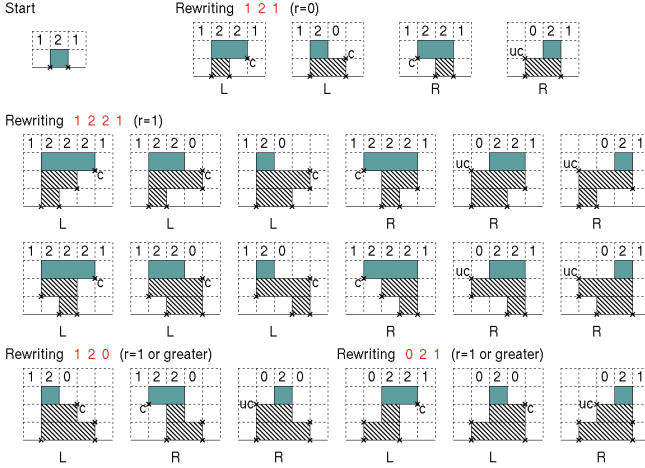 Start
Rewriting 1 2 1 (r=0)
1 2 1
1 2 2 1
1 2 0
1 2 2 1
0 2 1
c
c
c
uc
L
L
R
R
Rewriting 1 2 2 1 (r=1)
1 2 2 2 1
1 2 2 0
1 2 0
1 2 2 2 1
0 2 2 1
0 2 1
c
c
c
c
uc
uc
L
L
L
R
R
R
1 2 2 2 1
1 2 2 0
1 2 0
1 2 2 2 1
0 2 2 1
0 2 1
c
c
c
c
uc
uc
L
L
L
R
R
R
Rewriting 1 2 0 (r=1 or greater)
Rewriting 0 2 1 (r=1 or greater)
1 2 0
1 2 2 0
0 2 0
0 2 2 1
0 2 0
0 2 1
c
c
uc
c
c
uc
L
R
R
L
L
R